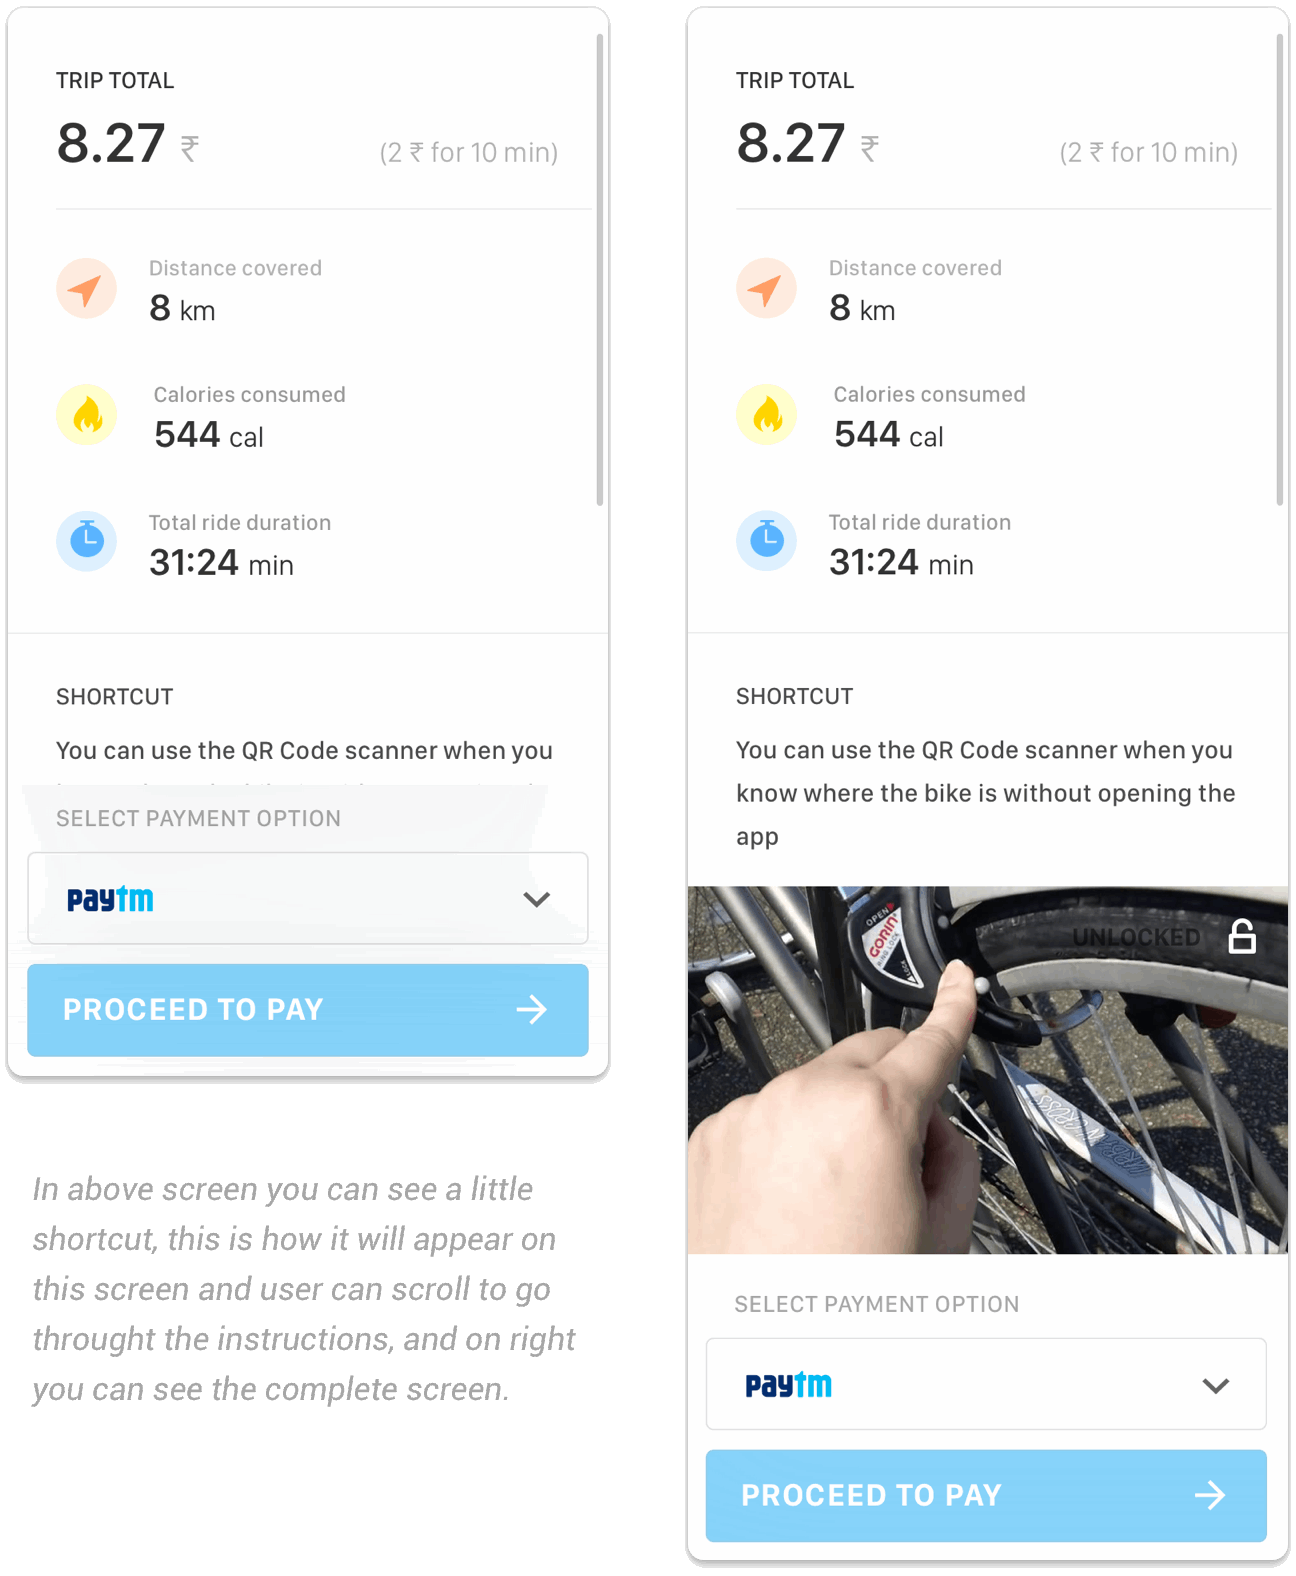 TRIP TOTAL
8.27 ₹ (2 ₹ for 10 min)
Distance covered
8 km
Calories consumed
544 cal
Total ride duration
31:24 min
SHORTCUT
You can use the QR Code scanner when you
SELECT PAYMENT OPTION
paytm
PROCEED TO PAY
In above screen you can see a little
shortcut, this is how it will appear on
this screen and user can scroll to go
throught the instructions, and on right
you can see the complete screen.
TRIP TOTAL
8.27 ₹ (2 ₹ for 10 min)
Distance covered
8 km
Calories consumed
544 cal
Total ride duration
31:24 min
SHORTCUT
You can use the QR Code scanner when you
know where the bike is without opening the
app
OPEN
GORIN
RING LOCK
LOCK
UNLOCKED
SELECT PAYMENT OPTION
paytm
PROCEED TO PAY